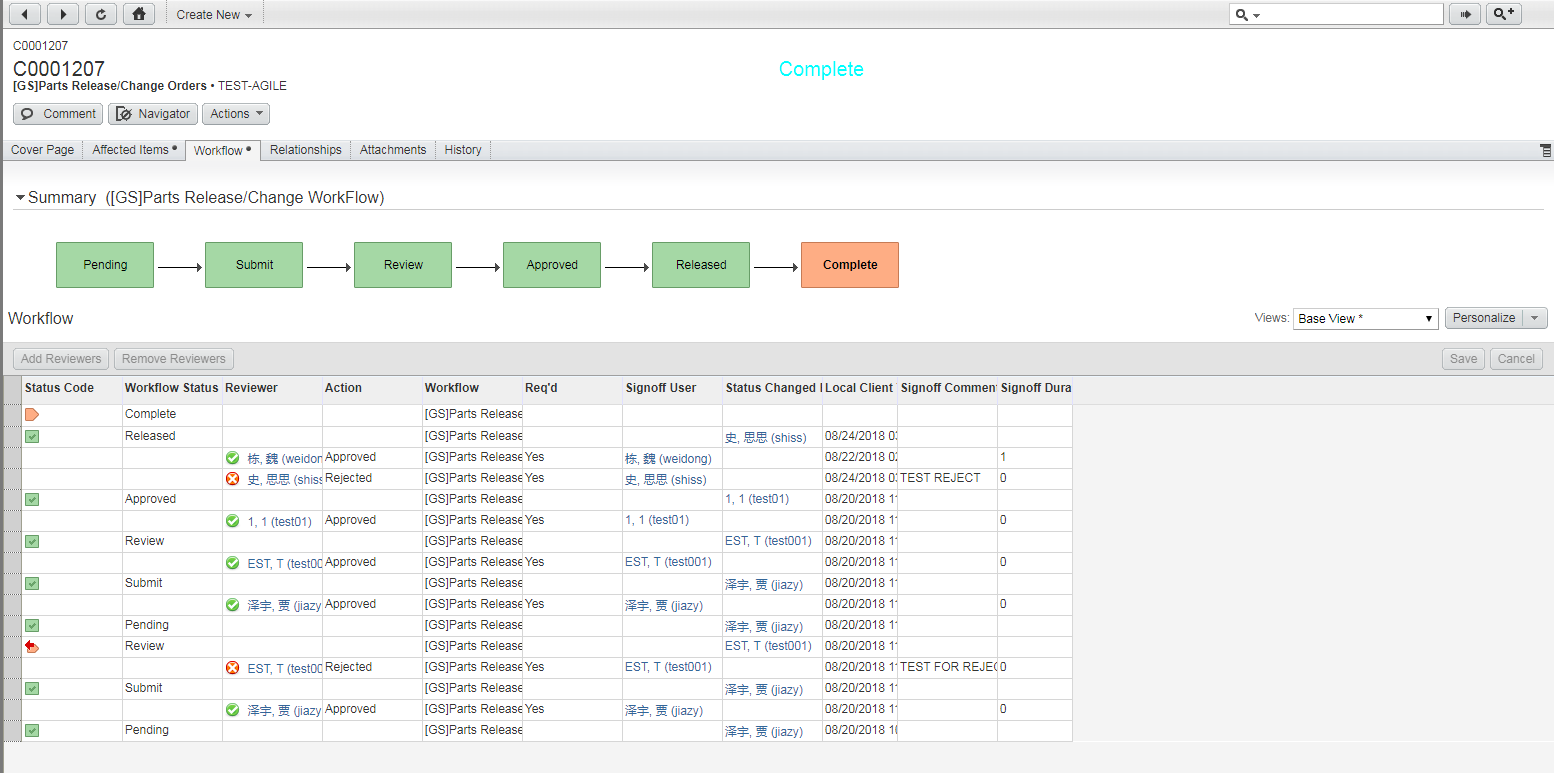 Create New
C0001207
C0001207
Complete
[GS]Parts Release/Change Orders • TEST-AGILE
Comment Navigator Actions
Cover Page Affected Items • Workflow • Relationships Attachments History
Summary ([GS]Parts Release/Change WorkFlow)
Pending Submit Review Approved Released Complete
Workflow Views: Base View * Personalize
Add Reviewers Remove Reviewers Save Cancel
Status Code Workflow Status Reviewer Action Workflow Req'd Signoff User Status Changed Local Client Signoff Commen Signoff Dura
Complete [GS]Parts Release
Released [GS]Parts Release 史, 思思 (shiss) 08/24/2018
栋, 魏 (weidon Approved [GS]Parts Release Yes 栋, 魏 (weidong) 08/22/2018 1
史, 思思 (shiss Rejected [GS]Parts Release Yes 史, 思思 (shiss) 08/24/2018 TEST REJECT 0
Approved [GS]Parts Release 1, 1 (test01) 08/20/2018
1, 1 (test01) Approved [GS]Parts Release Yes 1, 1 (test01) 08/20/2018 0
Review [GS]Parts Release EST, T (test001) 08/20/2018
EST, T (test00 Approved [GS]Parts Release Yes EST, T (test001) 08/20/2018 0
Submit [GS]Parts Release 泽宇, 贾 (jiazy) 08/20/2018
泽宇, 贾 (jiazy Approved [GS]Parts Release Yes 泽宇, 贾 (jiazy) 08/20/2018 0
Pending [GS]Parts Release 泽宇, 贾 (jiazy) 08/20/2018
Review [GS]Parts Release EST, T (test001) 08/20/2018
EST, T (test00 Rejected [GS]Parts Release Yes EST, T (test001) 08/20/2018 TEST FOR REJE 0
Submit [GS]Parts Release 泽宇, 贾 (jiazy) 08/20/2018
泽宇, 贾 (jiazy Approved [GS]Parts Release Yes 泽宇, 贾 (jiazy) 08/20/2018 0
Pending [GS]Parts Release 泽宇, 贾 (jiazy) 08/20/2018